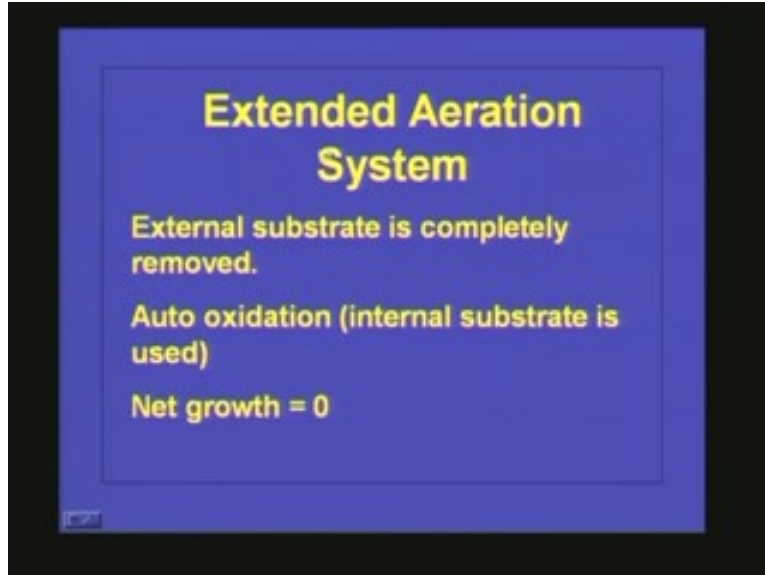 Extended Aeration
System
External substrate is completely
removed.
Auto oxidation (internal substrate is
used)
Net growth = 0